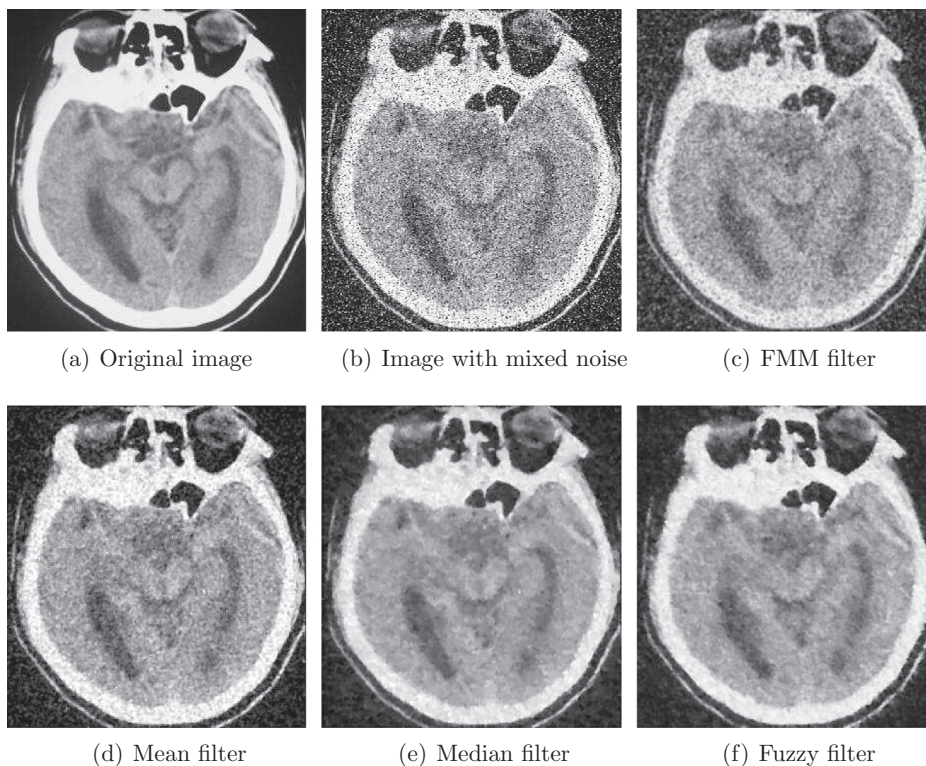 (a) Original image
(b) Image with mixed noise
(c) FMM filter
(d) Mean filter
(e) Median filter
(f) Fuzzy filter